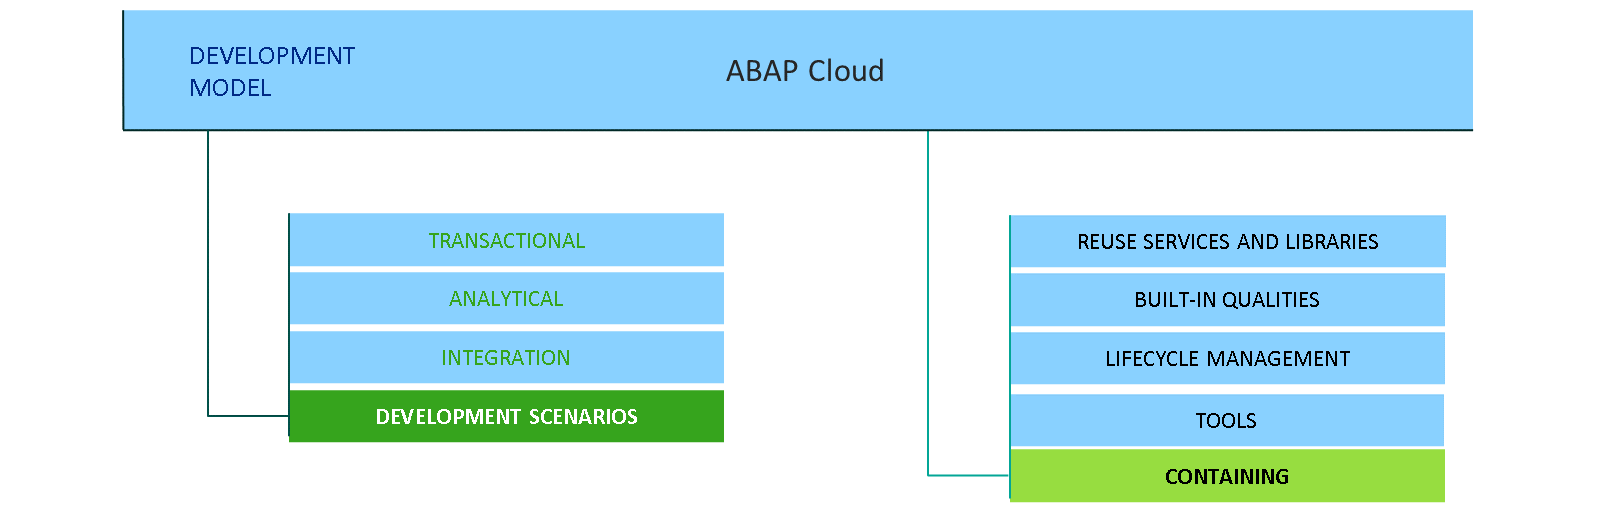 DEVELOPMENT
MODEL
ABAP Cloud
TRANSACTIONAL
ANALYTICAL
INTEGRATION
DEVELOPMENT SCENARIOS
REUSE SERVICES AND LIBRARIES
BUILT-IN QUALITIES
LIFECYCLE MANAGEMENT
TOOLS
CONTAINING